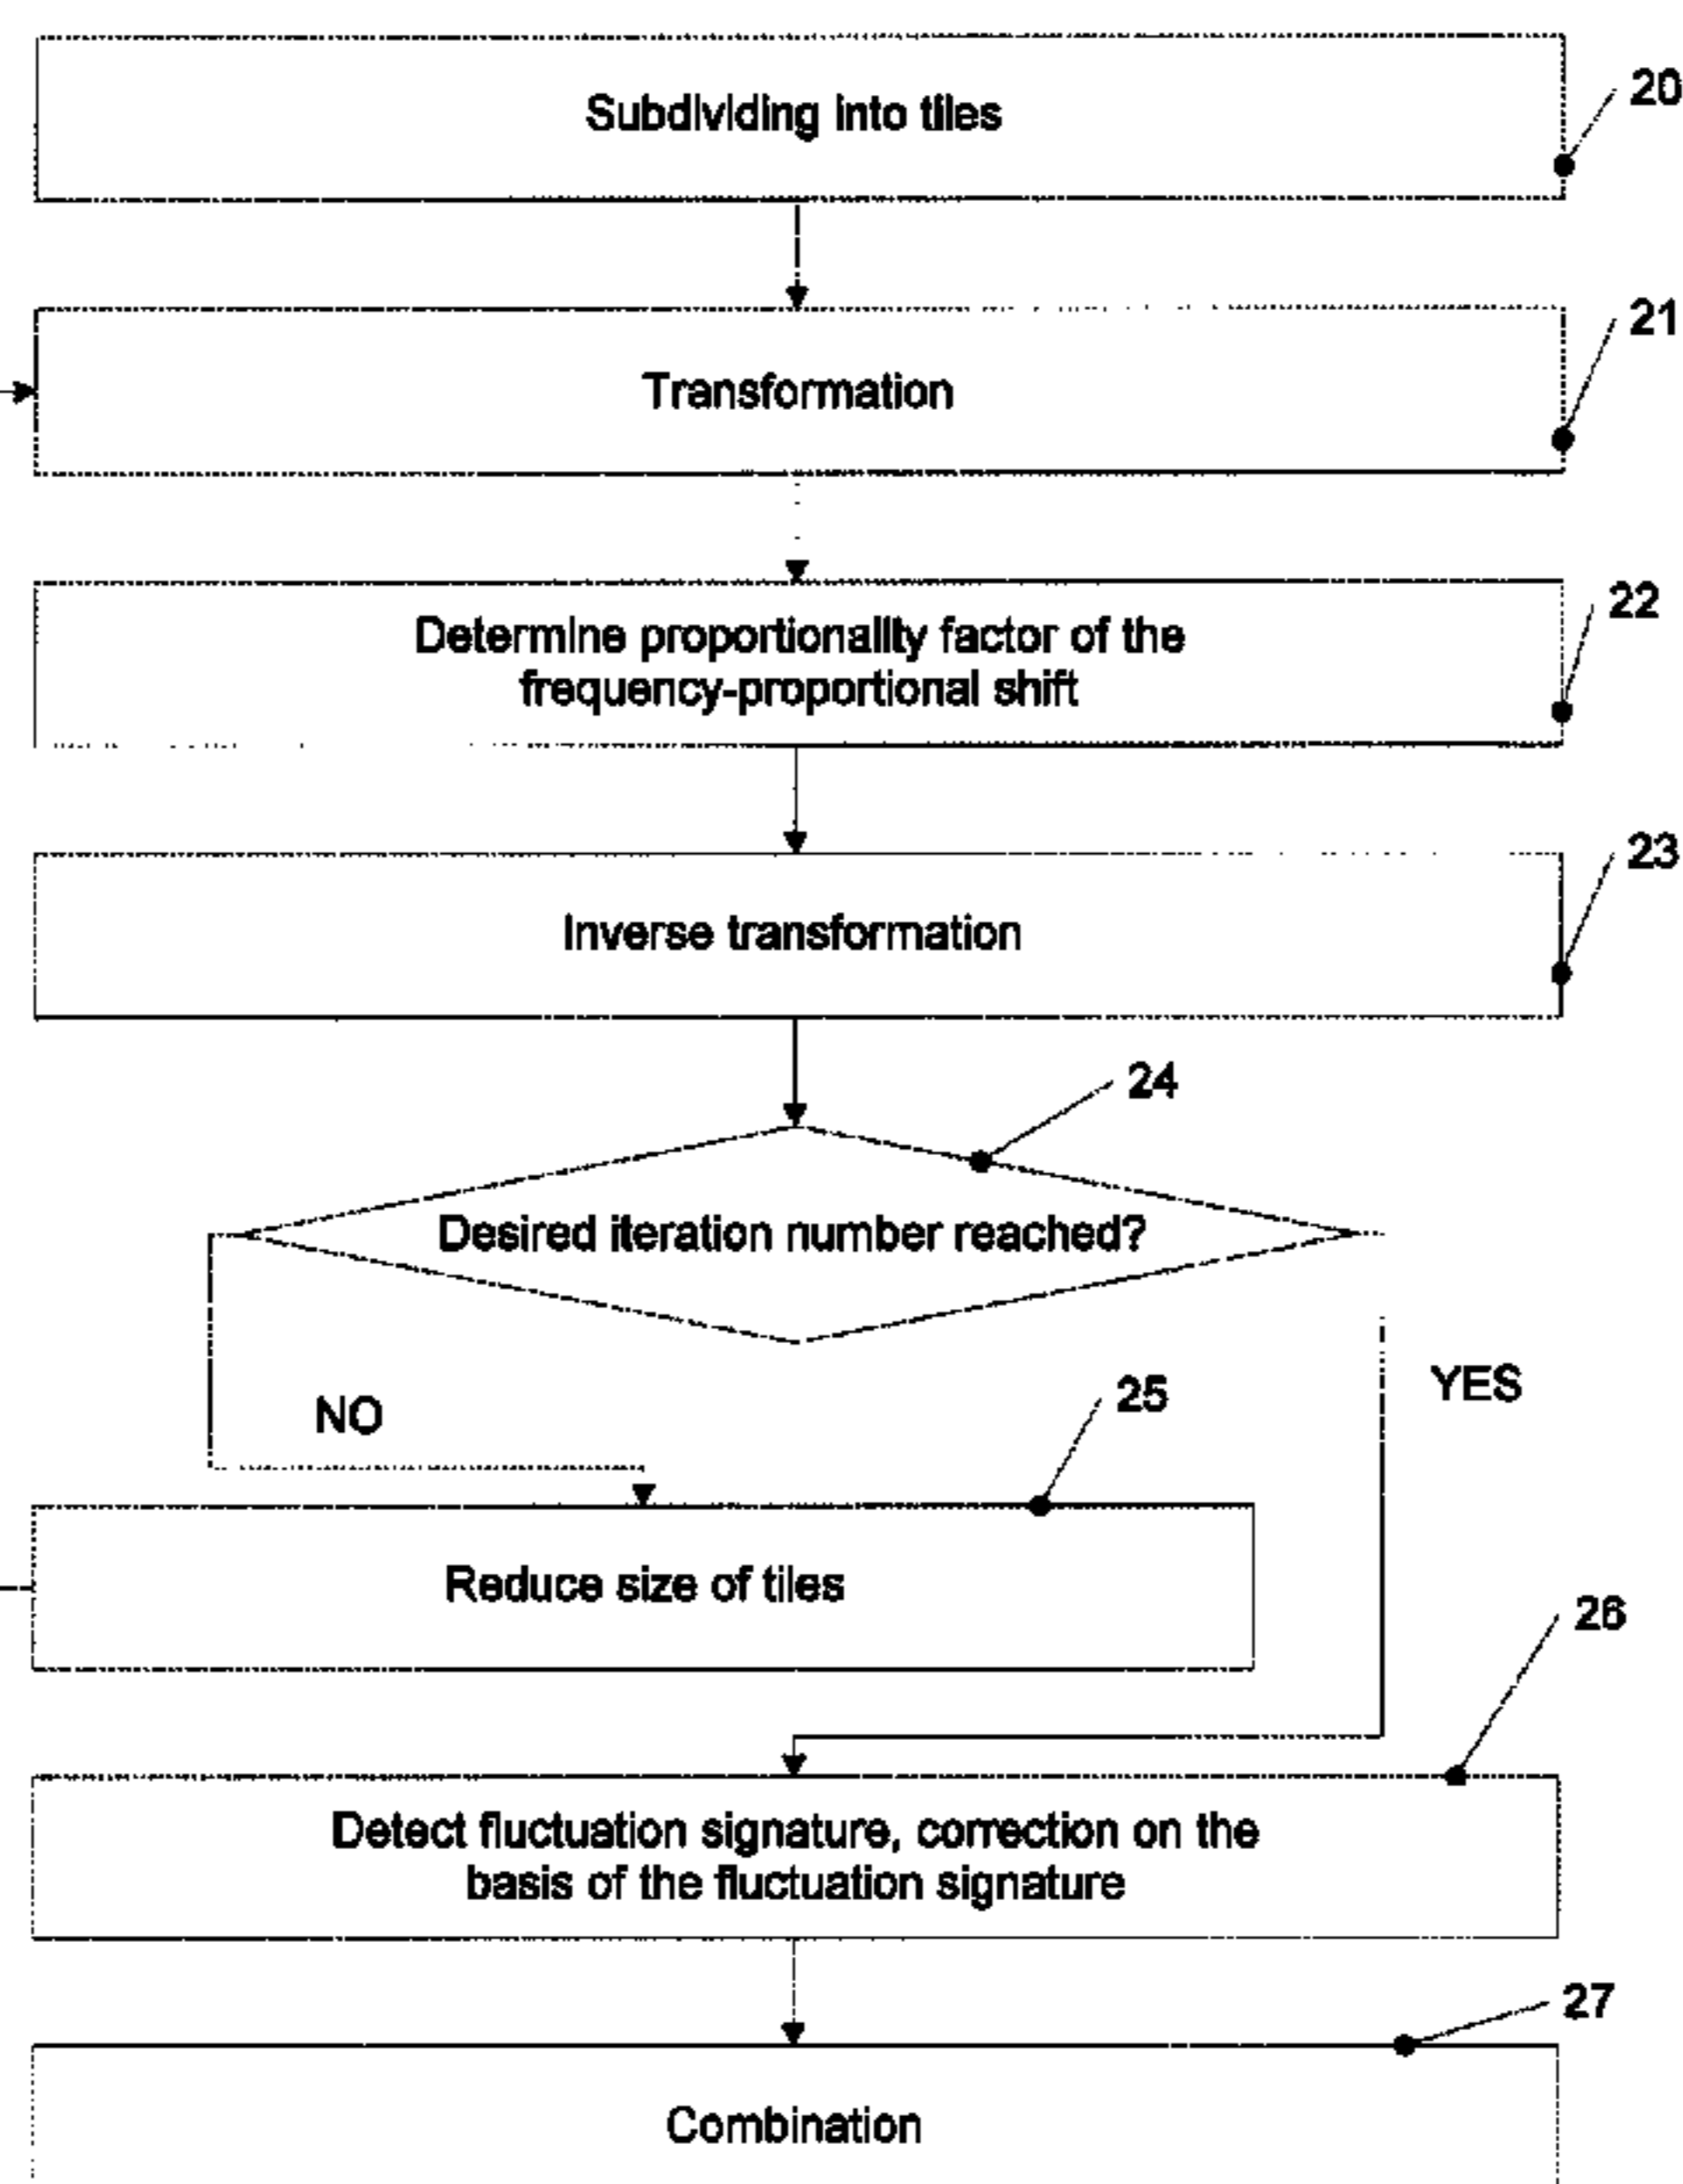 Subdividing into tiles
20
Transformation
21
Determine proportionality factor of the
frequency-proportional shift
22
Inverse transformation
23
24
Desired iteration number reached?
NO
YES
25
Reduce size of tiles
26
Detect fluctuation signature, correction on the
basis of the fluctuation signature
27
Combination